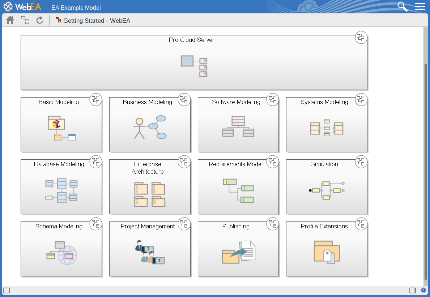 WebEA EA Example Model
Getting Started - WebEA
Pro Cloud Server
Basic Modeling Business Modeling Software Modeling Systems Modeling
Database Modeling Enterprise Architecture Requirements Model Simulation
Schema Modeling Project Management Publishing Profile Extensions